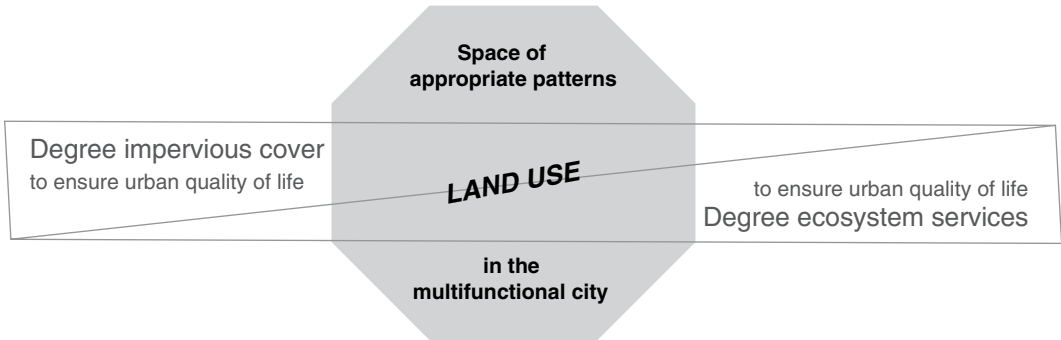 Space of
appropriate patterns
Degree impervious cover
to ensure urban quality of life
LAND USE
to ensure urban quality of life
Degree ecosystem services
in the
multifunctional city